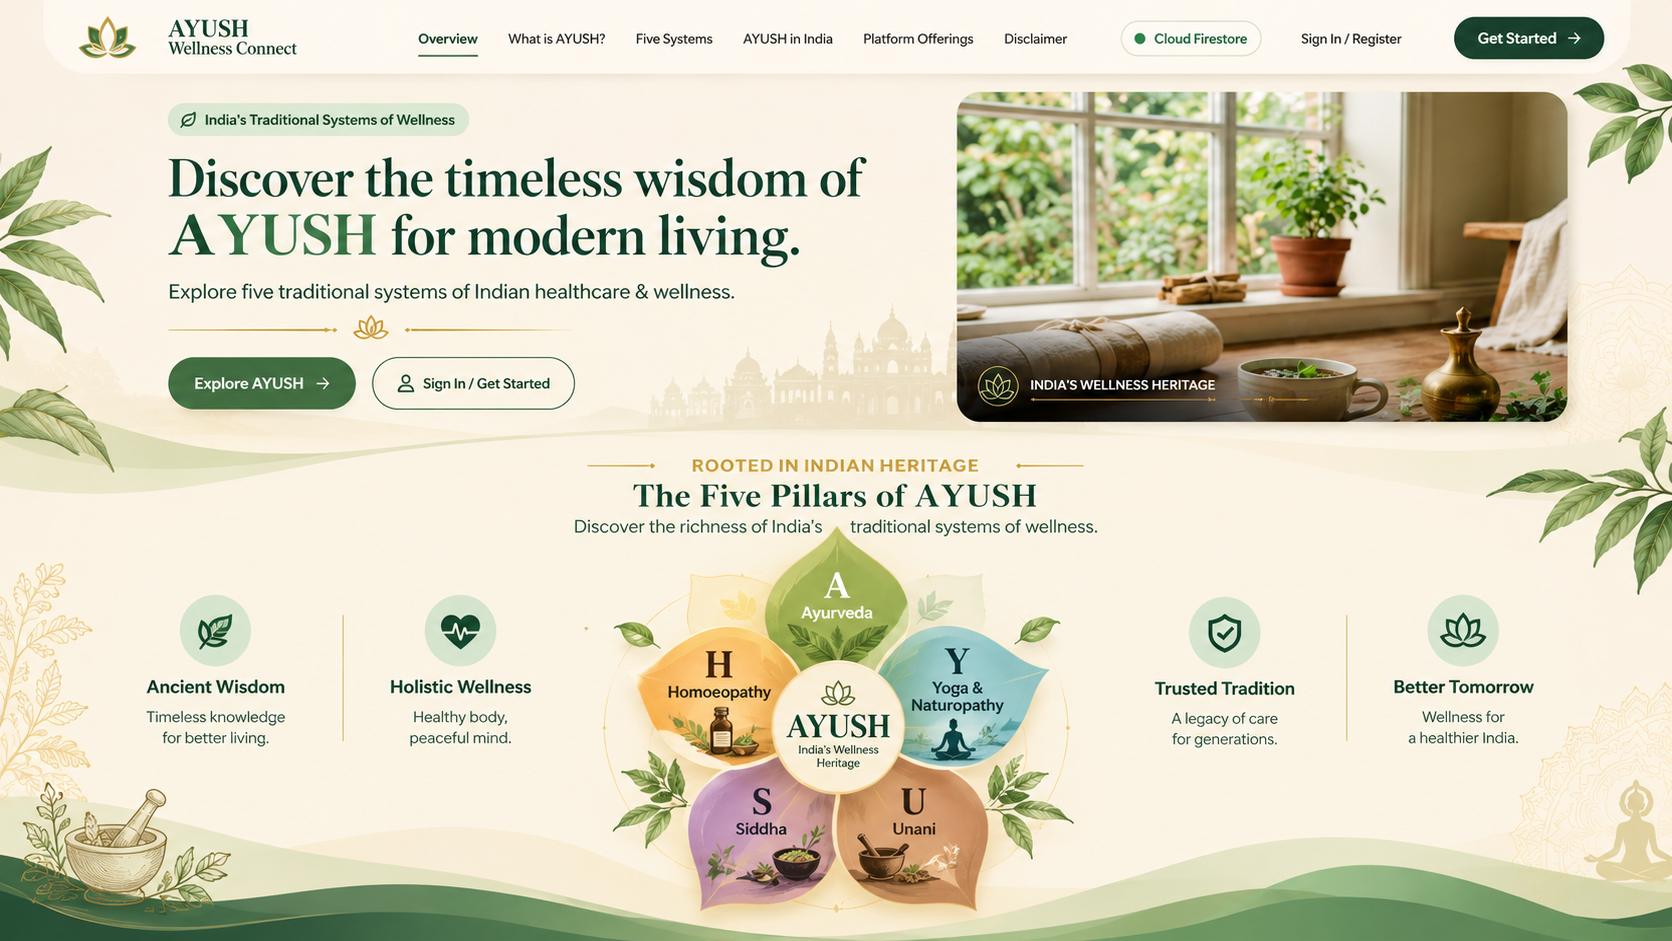 AYUSH
Wellness Connect
Overview
What is AYUSH?
Five Systems
AYUSH in India
Platform Offerings
Disclaimer
Cloud Firestore
Sign In / Register
Get Started →
India's Traditional Systems of Wellness
Discover the timeless wisdom of
AYUSH for modern living.
Explore five traditional systems of Indian healthcare & wellness.
Explore AYUSH →
Sign In / Get Started
INDIA'S WELLNESS HERITAGE
ROOTED IN INDIAN HERITAGE
The Five Pillars of AYUSH
Discover the richness of India's traditional systems of wellness.
Ancient Wisdom
Timeless knowledge
for better living.
Holistic Wellness
Healthy body,
peaceful mind.
A
Ayurveda
H
Homoeopathy
Y
Yoga &
Naturopathy
AYUSH
India's Wellness
Heritage
S
Siddha
U
Unani
Trusted Tradition
A legacy of care
for generations.
Better Tomorrow
Wellness for
a healthier India.